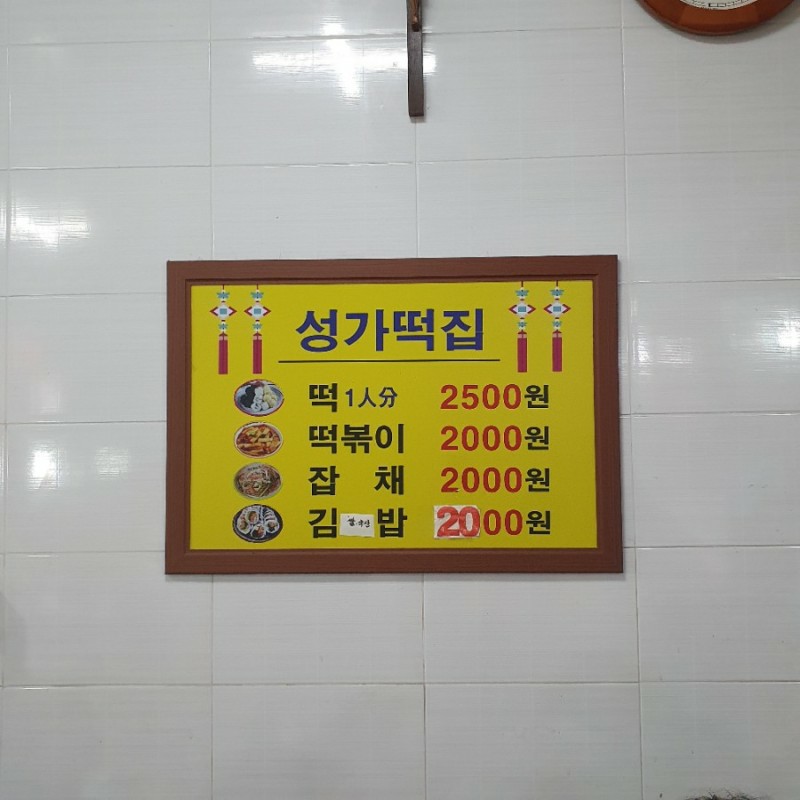 성가떡집
떡 1人分 2500원
떡볶이 2000원
잡 채 2000원
김 밥 2000원